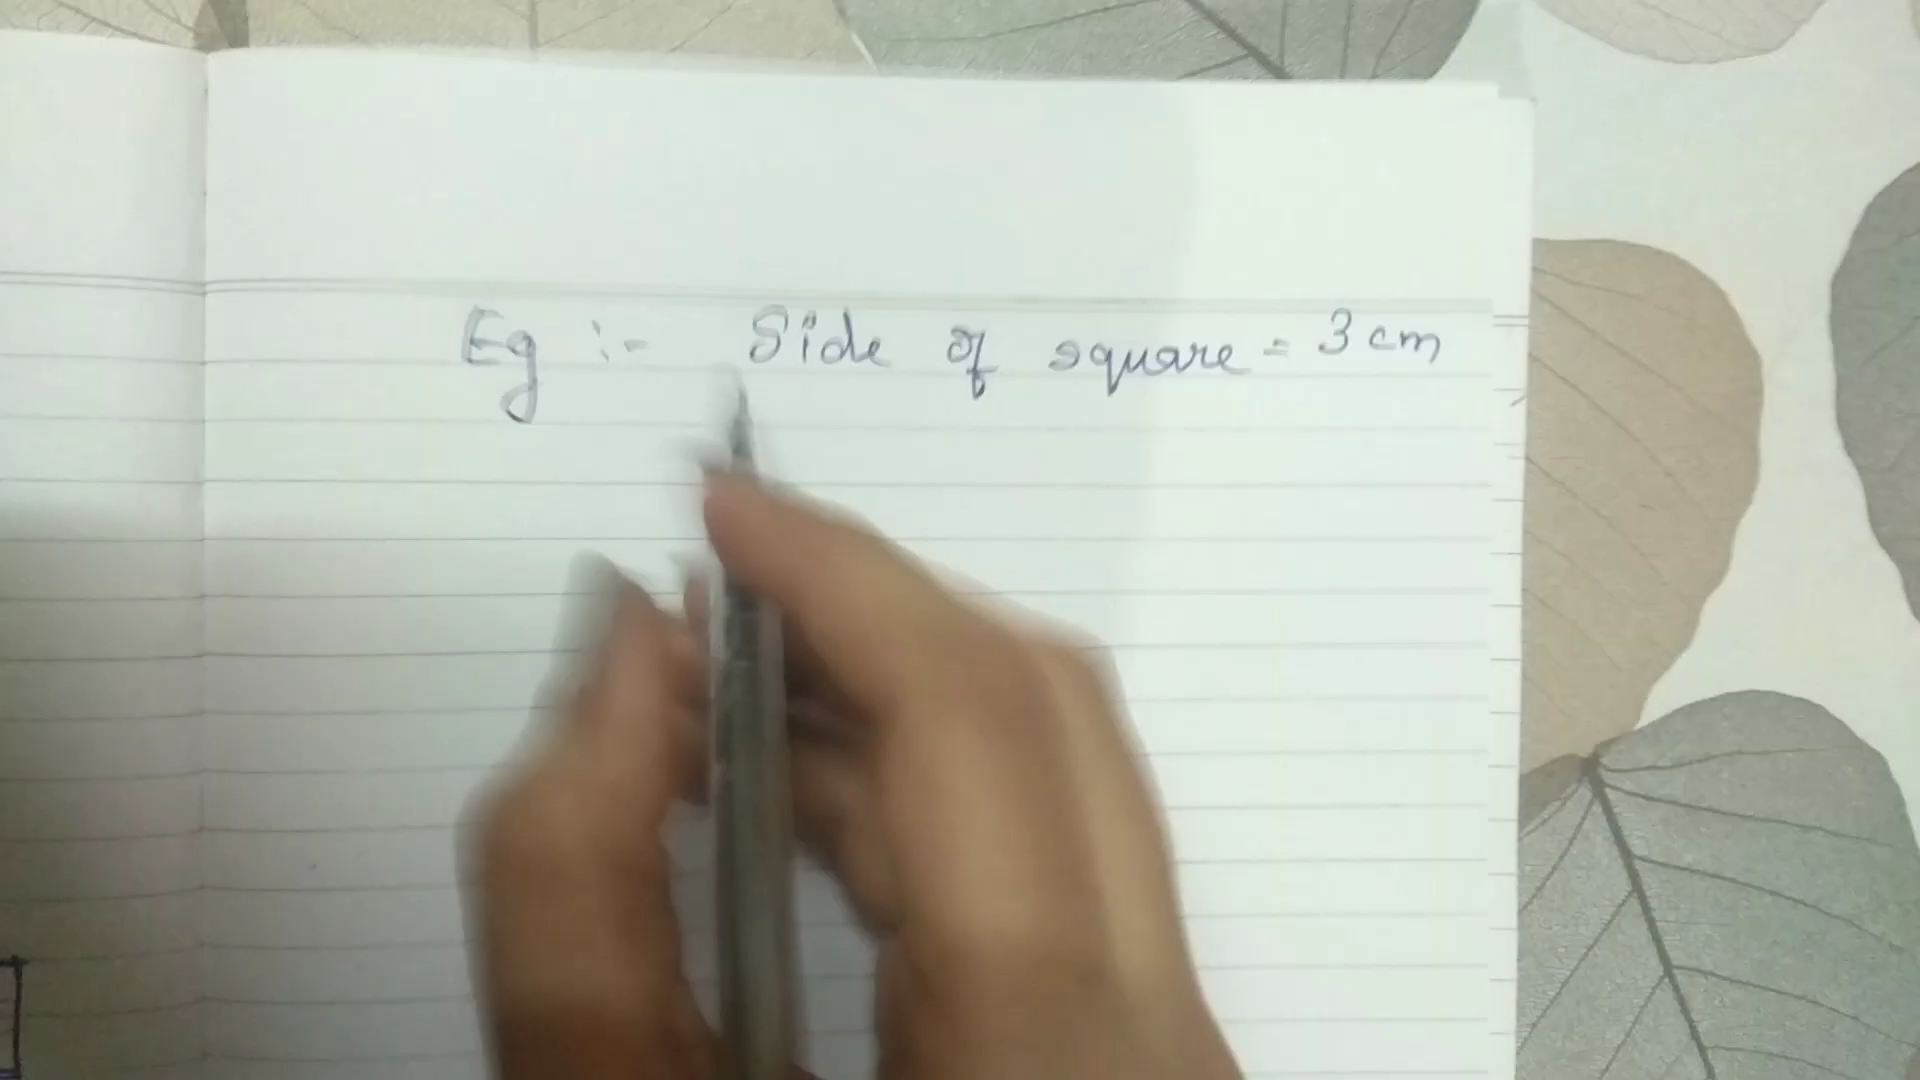 Eg :- Side of square = 3 cm